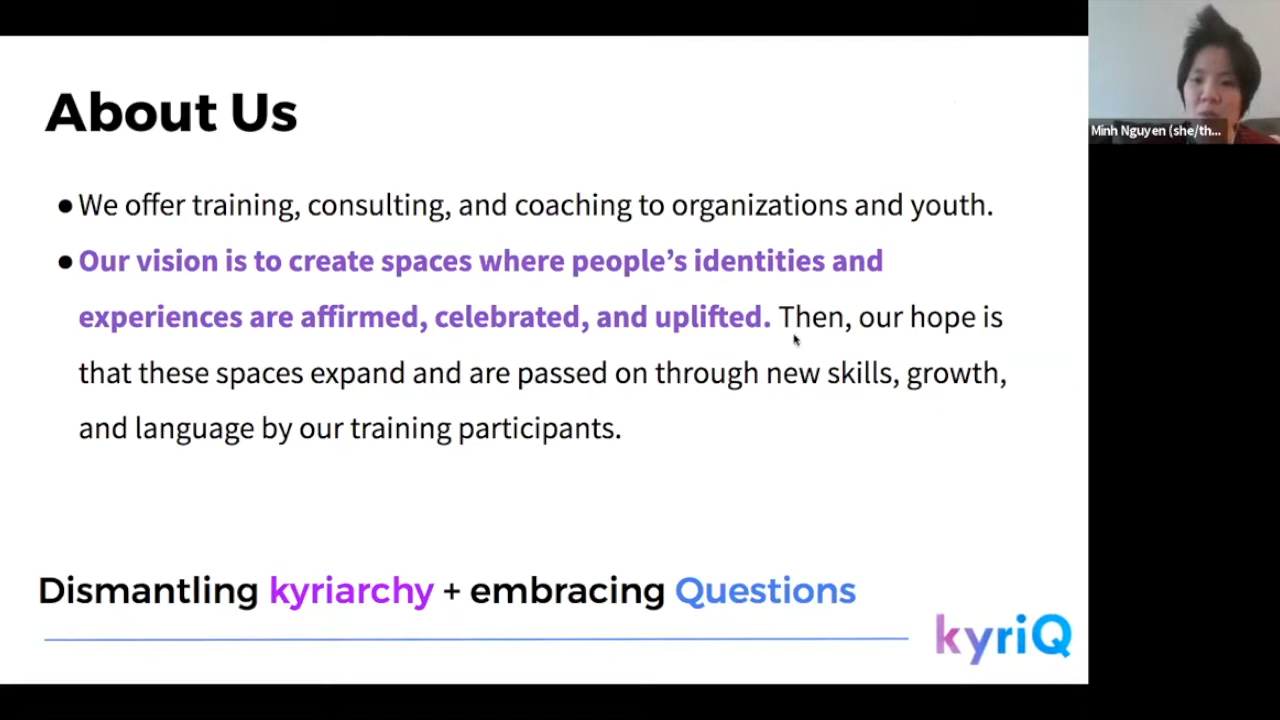 About Us
● We offer training, consulting, and coaching to organizations and youth.
● Our vision is to create spaces where people’s identities and
experiences are affirmed, celebrated, and uplifted. Then, our hope is
that these spaces expand and are passed on through new skills, growth,
and language by our training participants.
Dismantling kyriarchy + embracing Questions
kyriQ
Minh Nguyen (she/th...